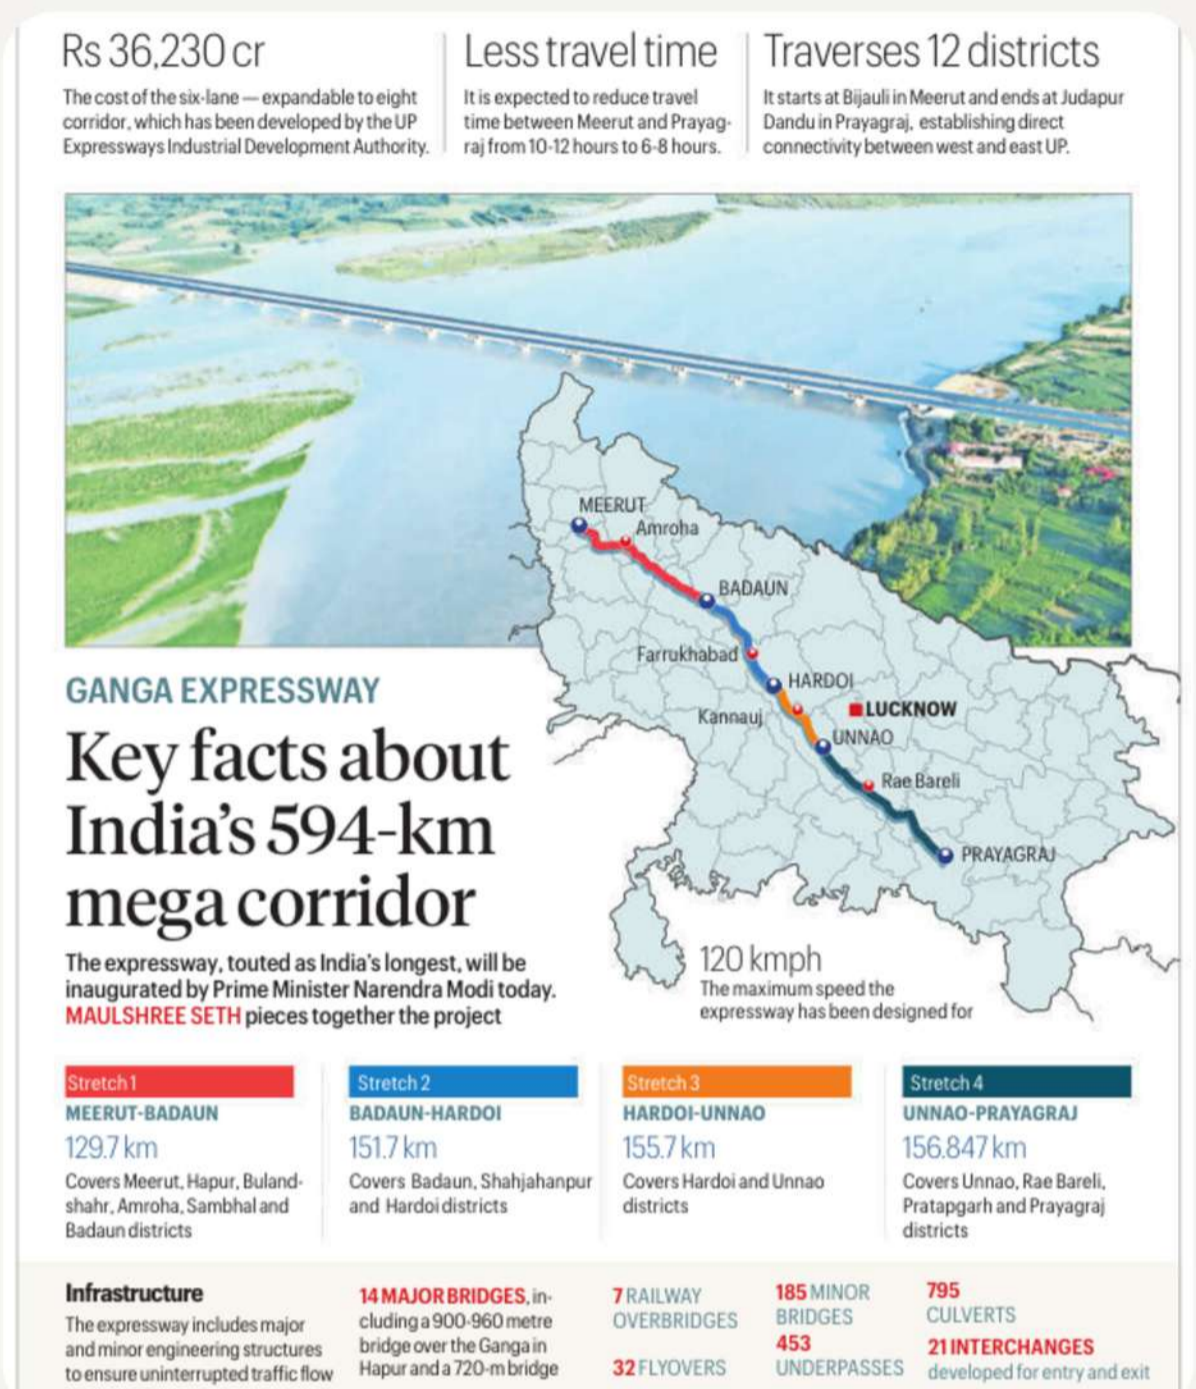 Rs 36,230 cr
The cost of the six-lane — expandable to eight
corridor, which has been developed by the UP
Expressways Industrial Development Authority.
Less travel time
It is expected to reduce travel
time between Meerut and Prayag-
raj from 10-12 hours to 6-8 hours.
Traverses 12 districts
It starts at Bijauli in Meerut and ends at Judapur
Dandu in Prayagraj, establishing direct
connectivity between west and east UP.
MEERUT
Amroha
BADAUN
Farrukhabad
HARDOI
Kannauj
LUCKNOW
UNNAO
Rae Bareli
PRAYAGRAJ
GANGA EXPRESSWAY
Key facts about
India's 594-km
mega corridor
The expressway, touted as India's longest, will be
inaugurated by Prime Minister Narendra Modi today.
MAULSHREE SETH pieces together the project
120 kmph
The maximum speed the
expressway has been designed for
Stretch 1
MEERUT-BADAUN
129.7 km
Covers Meerut, Hapur, Buland-
shahr, Amroha, Sambhal and
Badaun districts
Stretch 2
BADAUN-HARDOI
151.7 km
Covers Badaun, Shahjahanpur
and Hardoi districts
Stretch 3
HARDOI-UNNAO
155.7 km
Covers Hardoi and Unnao
districts
Stretch 4
UNNAO-PRAYAGRAJ
156.847 km
Covers Unnao, Rae Bareli,
Pratapgarh and Prayagraj
districts
Infrastructure
The expressway includes major
and minor engineering structures
to ensure uninterrupted traffic flow
14 MAJOR BRIDGES, in-
cluding a 900-960 metre
bridge over the Ganga in
Hapur and a 720-m bridge
7 RAILWAY
OVERBRIDGES
32 FLYOVERS
185 MINOR
BRIDGES
453
UNDERPASSES
795
CULVERTS
21 INTERCHANGES
developed for entry and exit